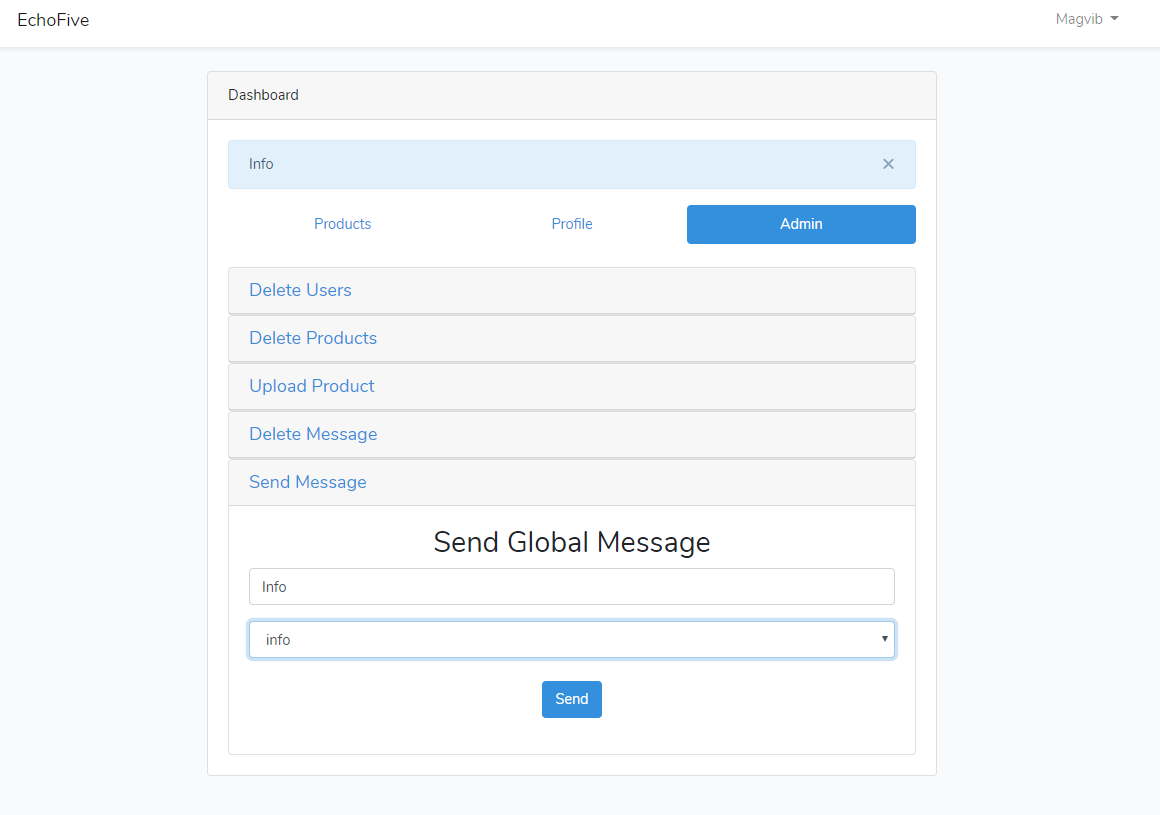 EchoFive
Magvib
Dashboard
Info ×
Products Profile Admin
Delete Users
Delete Products
Upload Product
Delete Message
Send Message
Send Global Message
Info
info
Send